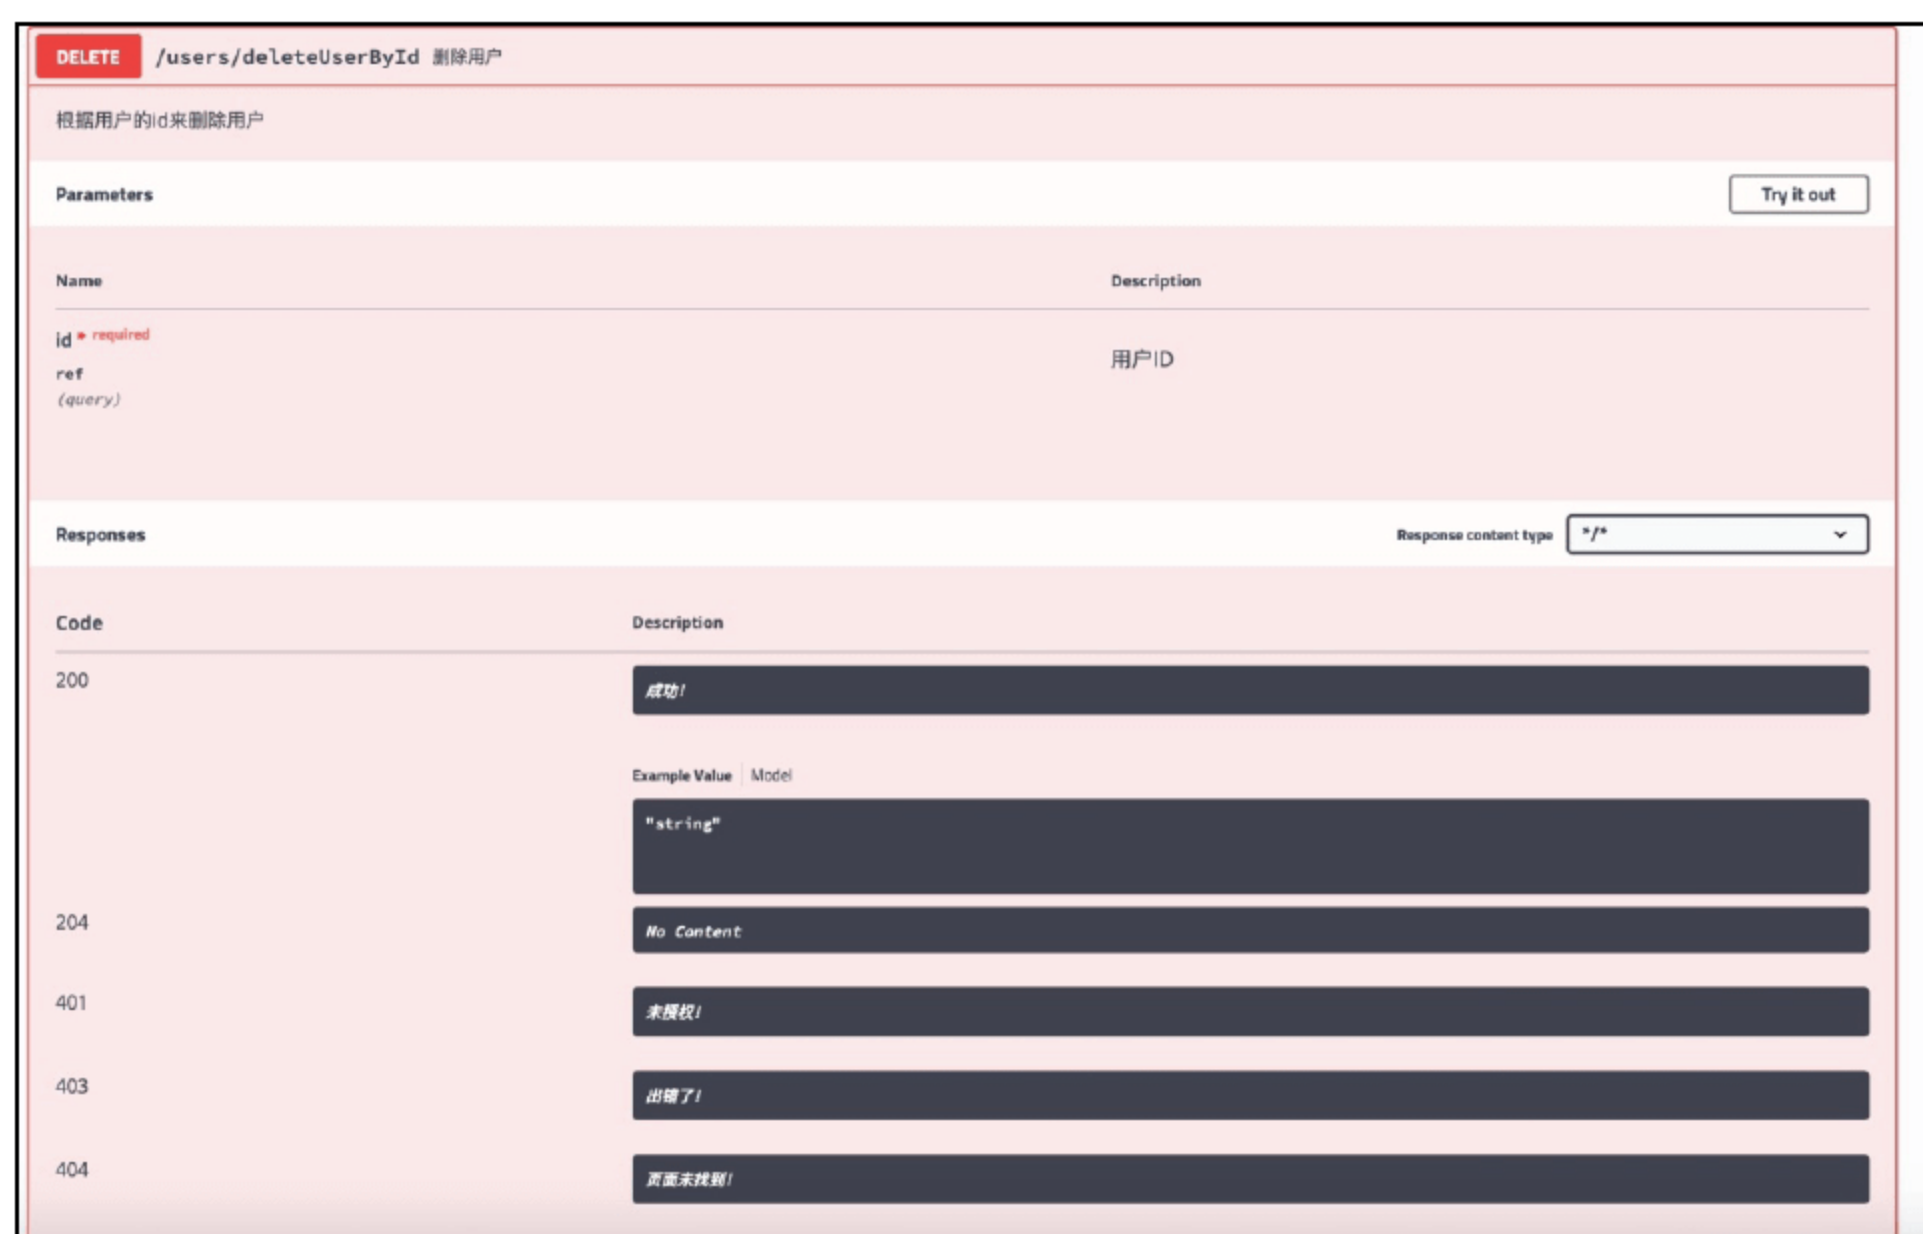 DELETE /users/deleteUserById 删除用户
根据用户的id来删除用户
Parameters Try it out
Name Description
id * required
ref
(query)
用户ID
Responses Response content type */*
Code Description
200 成功!
Example Value Model
"string"
204 No Content
401 未授权!
403 出错了!
404 页面未找到!